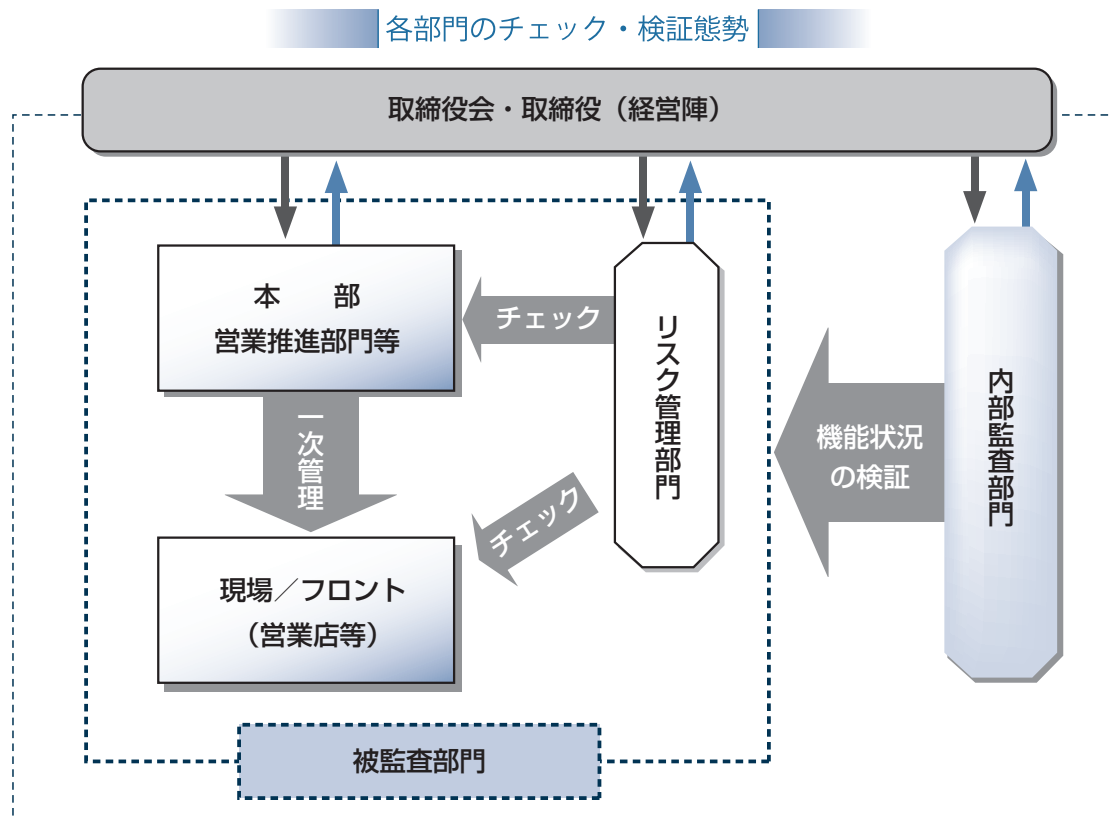 各部門のチェック・検証態勢
取締役会・取締役（経営陣）
本　　部
営業推進部門等
チェック
リスク管理部門
一次管理
チェック
現場／フロント
（営業店等）
機能状況
の検証
内部監査部門
被監査部門